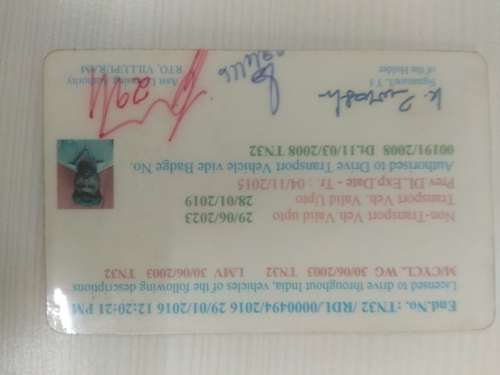 End.No. :TN32 /RDL/0000494/2016 29/01/2016 12:20:21 PM
Licensed to drive throughout India, vehicles of the following descriptions
M/CYCL. WG 30/06/2003 TN32 LMV 30/06/2003 TN32
Non-Transport Veh. Valid upto 29/06/2023
Transport Veh. Valid Upto 28/01/2019
Prev.DL.Exp.Date - Tr. : 04/11/2015
Authorised to Drive Transport Vehicle vide Badge No.
00191/2008 Dt.11/03/2008 TN32
Signature/L.T.I
of the Holder
Asst Licensing Authority
RTO, VILLUPURAM